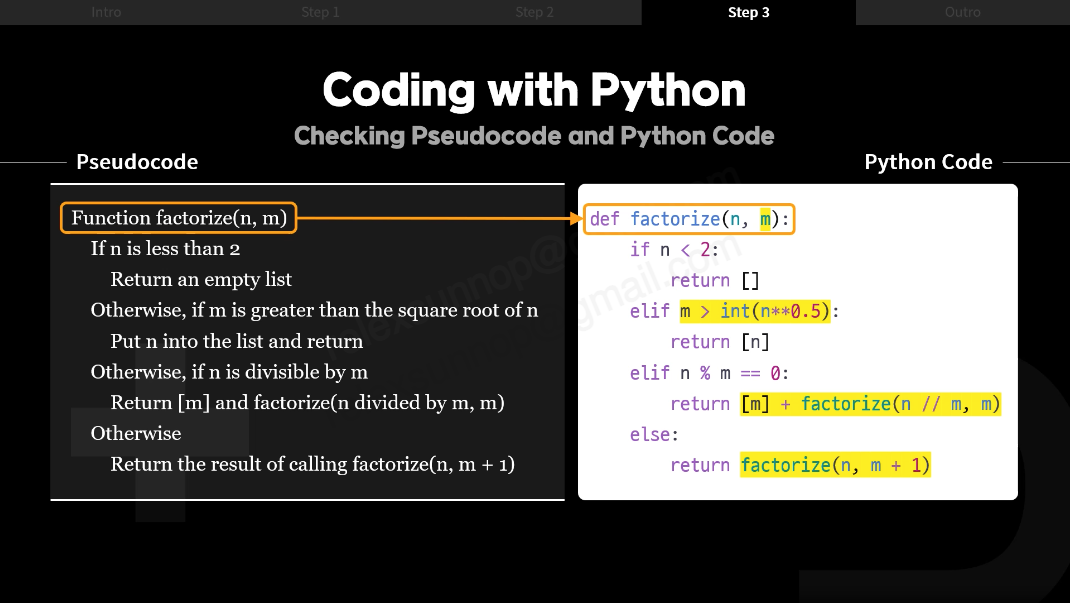 Intro
Step 1
Step 2
Step 3
Outro
Coding with Python
Checking Pseudocode and Python Code
Pseudocode
Function factorize(n, m)
If n is less than 2
Return an empty list
Otherwise, if m is greater than the square root of n
Put n into the list and return
Otherwise, if n is divisible by m
Return [m] and factorize(n divided by m, m)
Otherwise
Return the result of calling factorize(n, m + 1)
Python Code
def factorize(n, m):
if n < 2:
return []
elif m > int(n**0.5):
return [n]
elif n % m == 0:
return [m] + factorize(n // m, m)
else:
return factorize(n, m + 1)